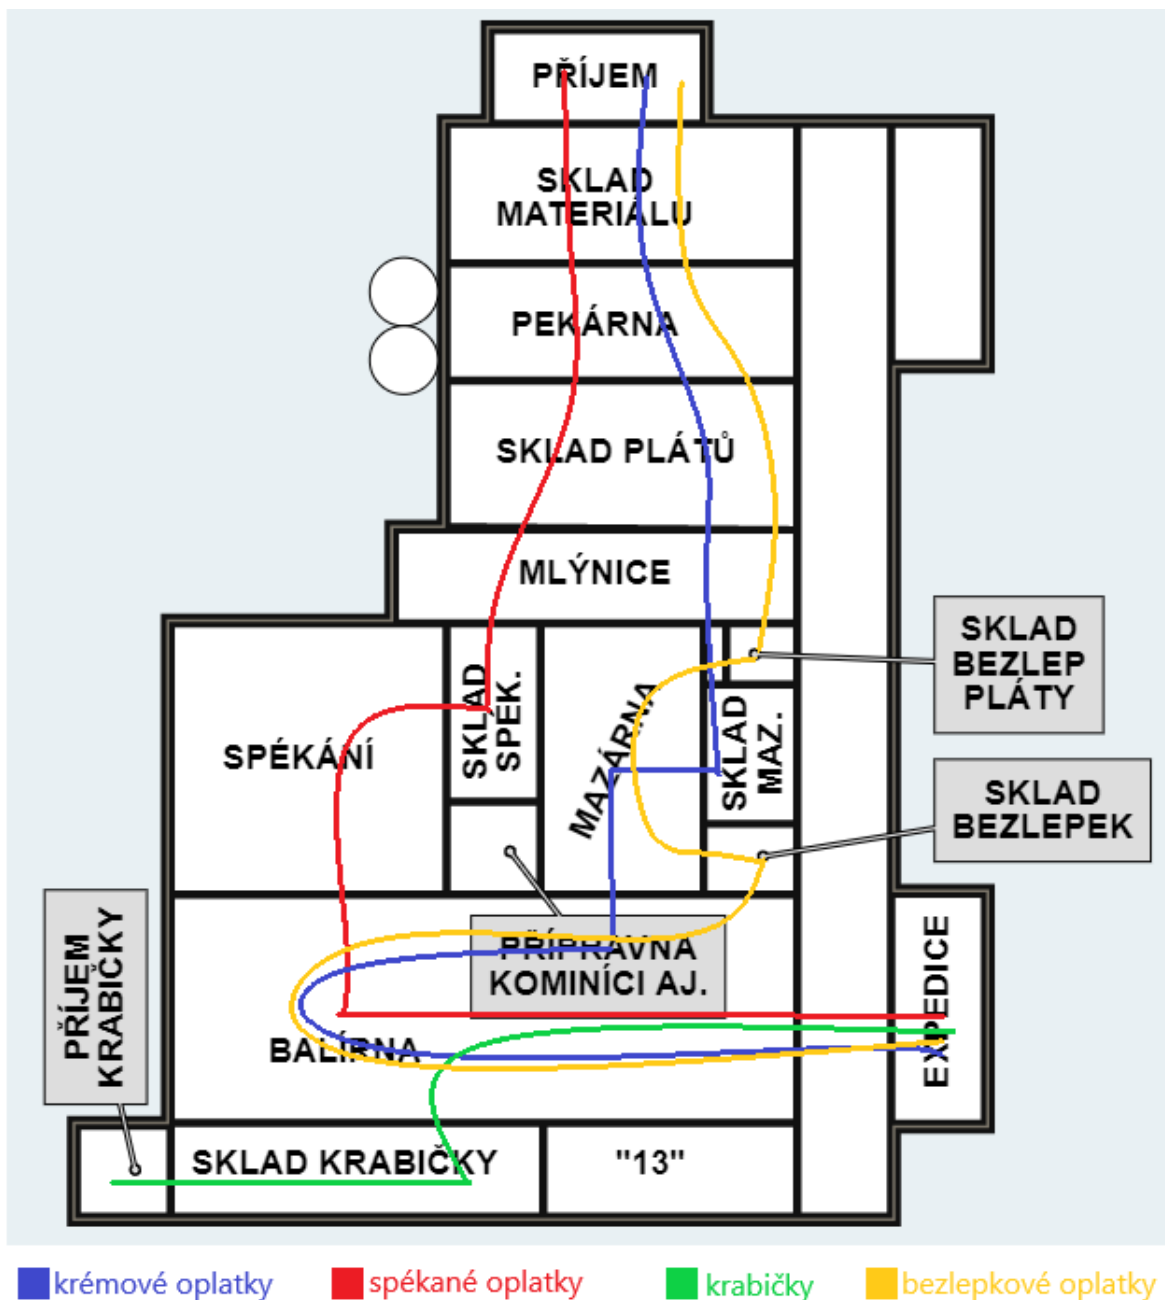 PŘÍJEM
SKLAD
MATERIÁLU
PEKÁRNA
SKLAD PLÁTŮ
MLÝNICE
SKLAD
BEZLEP
PLÁTY
SPÉKÁNÍ
SKLAD
SPÉK.
MAZÁRNA
SKLAD
MAZ.
SKLAD
BEZLEPEK
PŘÍJEM
KRABIČKY
PŘÍPRAVNA
KOMINÍCI AJ.
BALÍRNA
EXPEDICE
SKLAD KRABIČKY
"13"
krémové oplatky
spékané oplatky
krabičky
bezlepkové oplatky